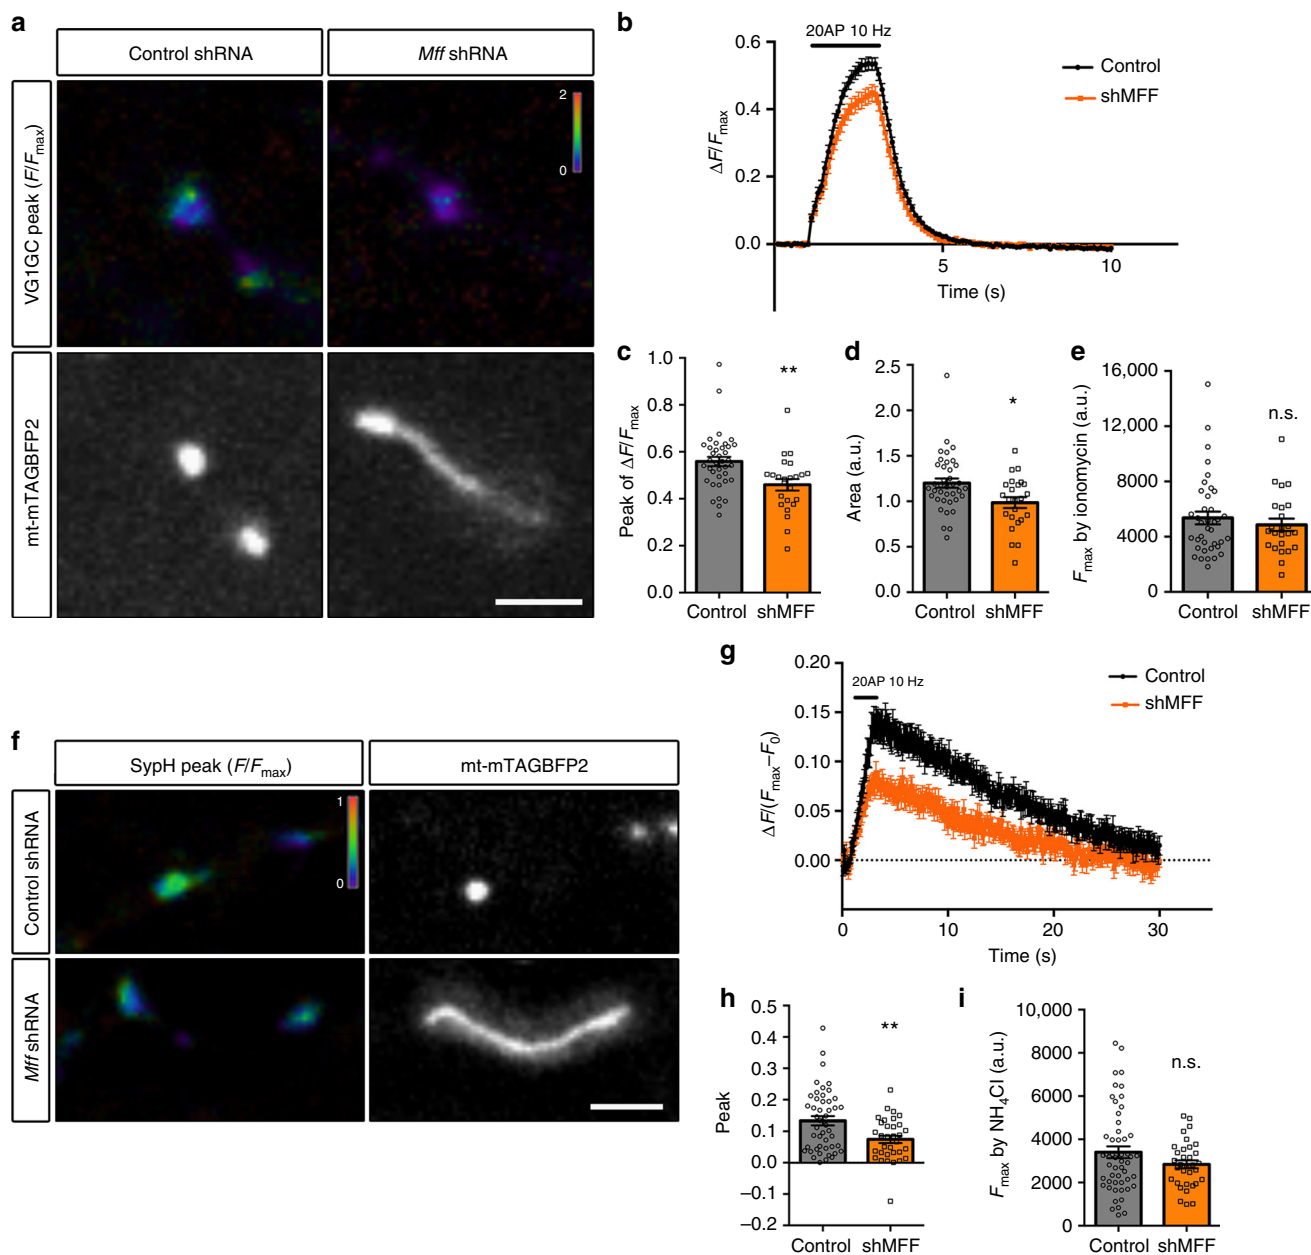 a
Control shRNA
Mff shRNA
VG1GC peak (F/Fmax)
2
0
mt-mTAGBFP2
b
20AP 10 Hz
Control
shMFF
ΔF/Fmax
0.6
0.4
0.2
0.0
5
10
Time (s)
c
Peak of ΔF/Fmax
1.0
0.8
0.6
0.4
0.2
0.0
**
Control
shMFF
d
Area (a.u.)
2.5
2.0
1.5
1.0
0.5
0.0
*
Control
shMFF
e
Fmax by ionomycin (a.u.)
16,000
12,000
8000
4000
0
n.s.
Control
shMFF
f
SypH peak (F/Fmax)
mt-mTAGBFP2
Control shRNA
1
0
Mff shRNA
g
20AP 10 Hz
Control
shMFF
ΔF/(Fmax–F0)
0.20
0.15
0.10
0.05
0.00
0
10
20
30
Time (s)
h
Peak
0.5
0.4
0.3
0.2
0.1
0.0
–0.1
–0.2
**
Control
shMFF
i
Fmax by NH4Cl (a.u.)
10,000
8000
6000
4000
2000
0
n.s.
Control
shMFF